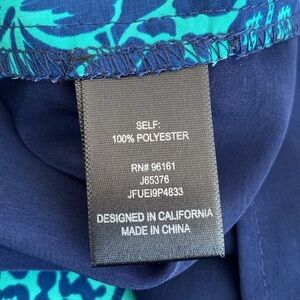 SELF:
100% POLYESTER
RN# 96161
J65376
JFUEI9P4833
DESIGNED IN CALIFORNIA
MADE IN CHINA